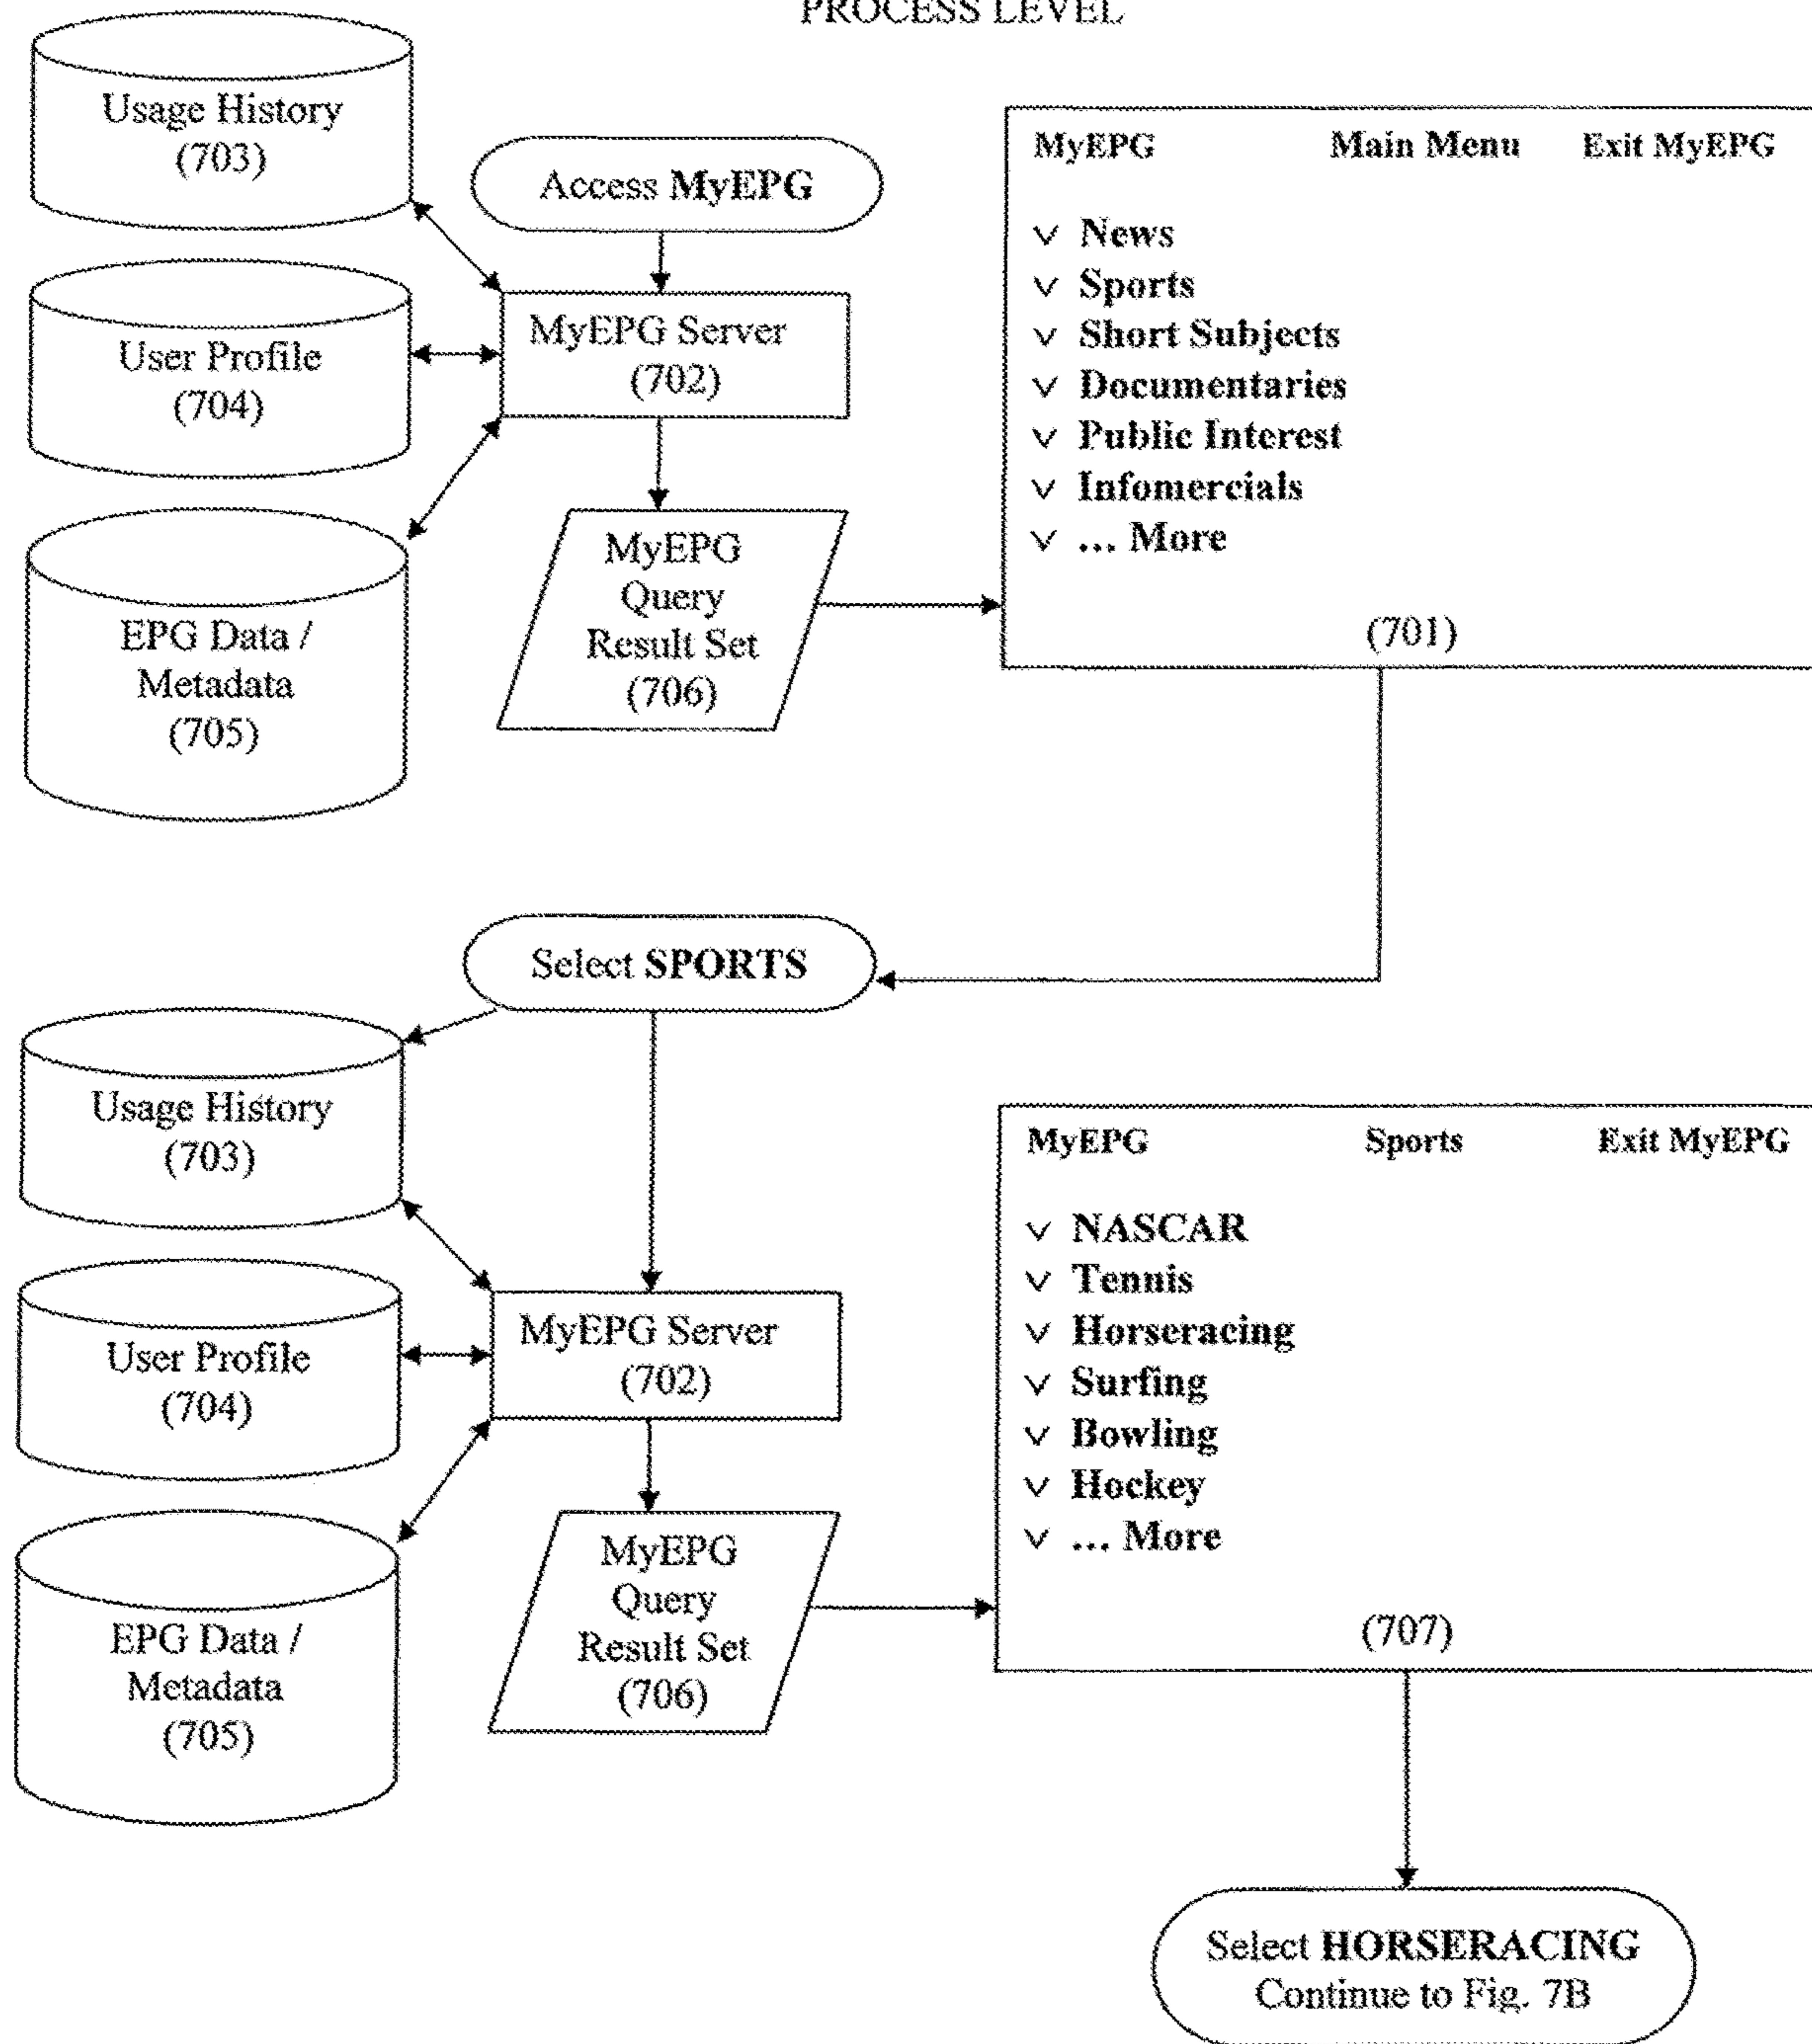 PROCESS LEVEL
Usage History
(703)
Access MyEPG
User Profile
(704)
MyEPG Server
(702)
EPG Data /
Metadata
(705)
MyEPG
Query
Result Set
(706)
MyEPG Main Menu Exit MyEPG
∨ News
∨ Sports
∨ Short Subjects
∨ Documentaries
∨ Public Interest
∨ Infomercials
∨ ... More
(701)
Select SPORTS
Usage History
(703)
User Profile
(704)
MyEPG Server
(702)
EPG Data /
Metadata
(705)
MyEPG
Query
Result Set
(706)
MyEPG Sports Exit MyEPG
∨ NASCAR
∨ Tennis
∨ Horseracing
∨ Surfing
∨ Bowling
∨ Hockey
∨ ... More
(707)
Select HORSERACING
Continue to Fig. 7B